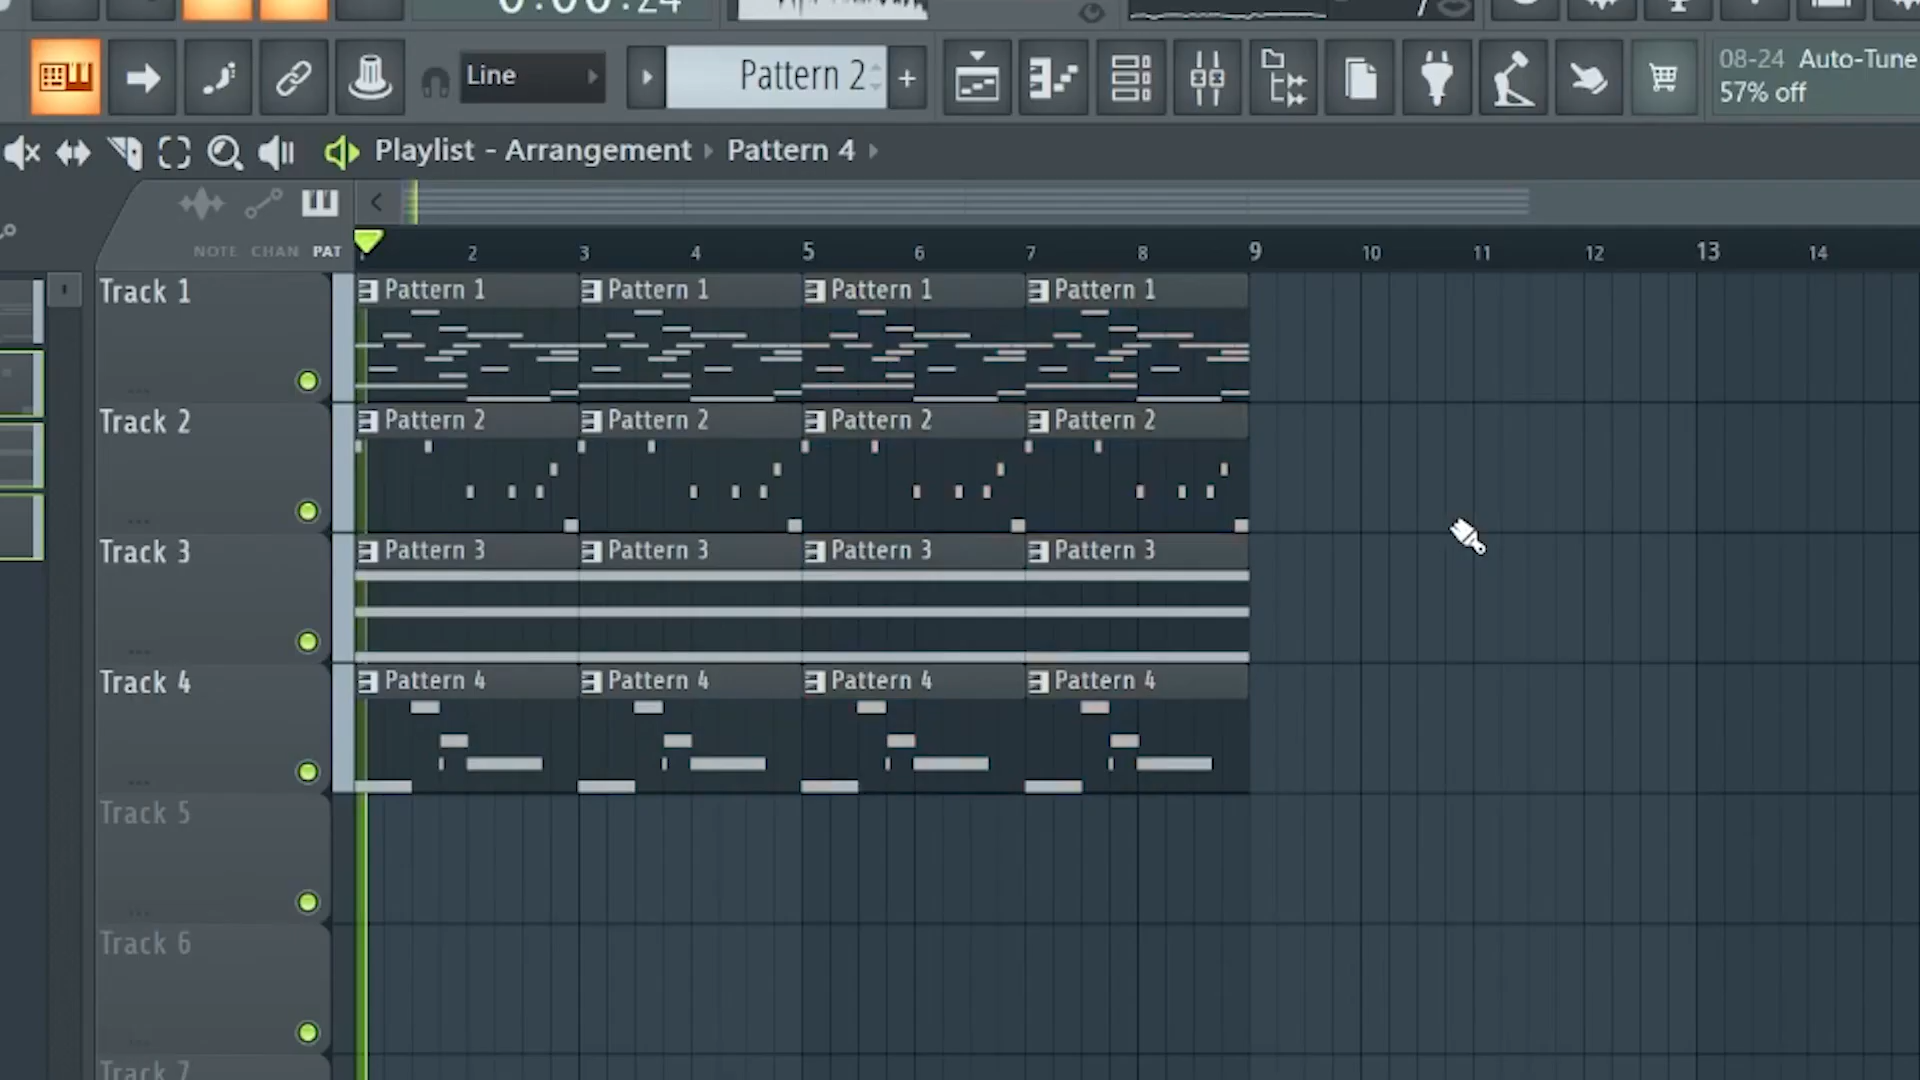 0:00:24
Line
Pattern 2
+
08-24 Auto-Tune
57% off
Playlist - Arrangement › Pattern 4 ›
NOTE CHAN PAT
2 3 4 5 6 7 8 9 10 11 12 13 14
Track 1
Pattern 1 Pattern 1 Pattern 1 Pattern 1
Track 2
Pattern 2 Pattern 2 Pattern 2 Pattern 2
Track 3
Pattern 3 Pattern 3 Pattern 3 Pattern 3
Track 4
Pattern 4 Pattern 4 Pattern 4 Pattern 4
Track 5
Track 6
Track 7